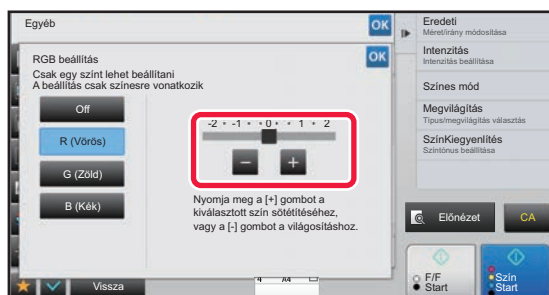 Egyéb
OK
RGB beállítás
OK
Csak egy színt lehet beállítani
A beállítás csak színesre vonatkozik
Off
R (Vörös)
G (Zöld)
B (Kék)
-2 • -1 • • 0 • • 1 • 2
− +
Nyomja meg a [+] gombot a
kiválasztott szín sötétítéséhez,
vagy a [-] gombot a világosításhoz.
Vissza
A4
Eredeti
Méret/irány módosítása
Intenzitás
Intenzitás beállítása
Színes mód
Megvilágítás
Típus/megvilágítás választás
SzínKiegyenlítés
Színtónus beállítása
Előnézet
CA
F/F
Start
Szín
Start